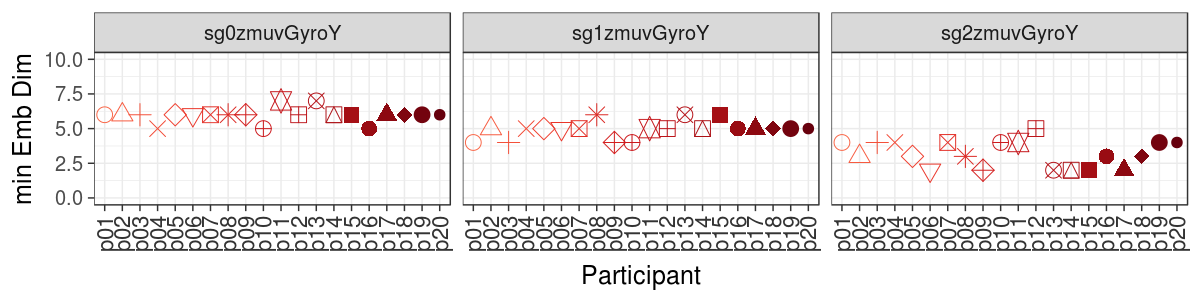 sg0zmuvGyroY sg1zmuvGyroY sg2zmuvGyroY
min Emb Dim
10.0
7.5
5.0
2.5
0.0
p01 p02 p03 p04 p05 p06 p07 p08 p09 p10 p11 p12 p13 p14 p15 p16 p17 p18 p19 p20
p01 p02 p03 p04 p05 p06 p07 p08 p09 p10 p11 p12 p13 p14 p15 p16 p17 p18 p19 p20
p01 p02 p03 p04 p05 p06 p07 p08 p09 p10 p11 p12 p13 p14 p15 p16 p17 p18 p19 p20
Participant